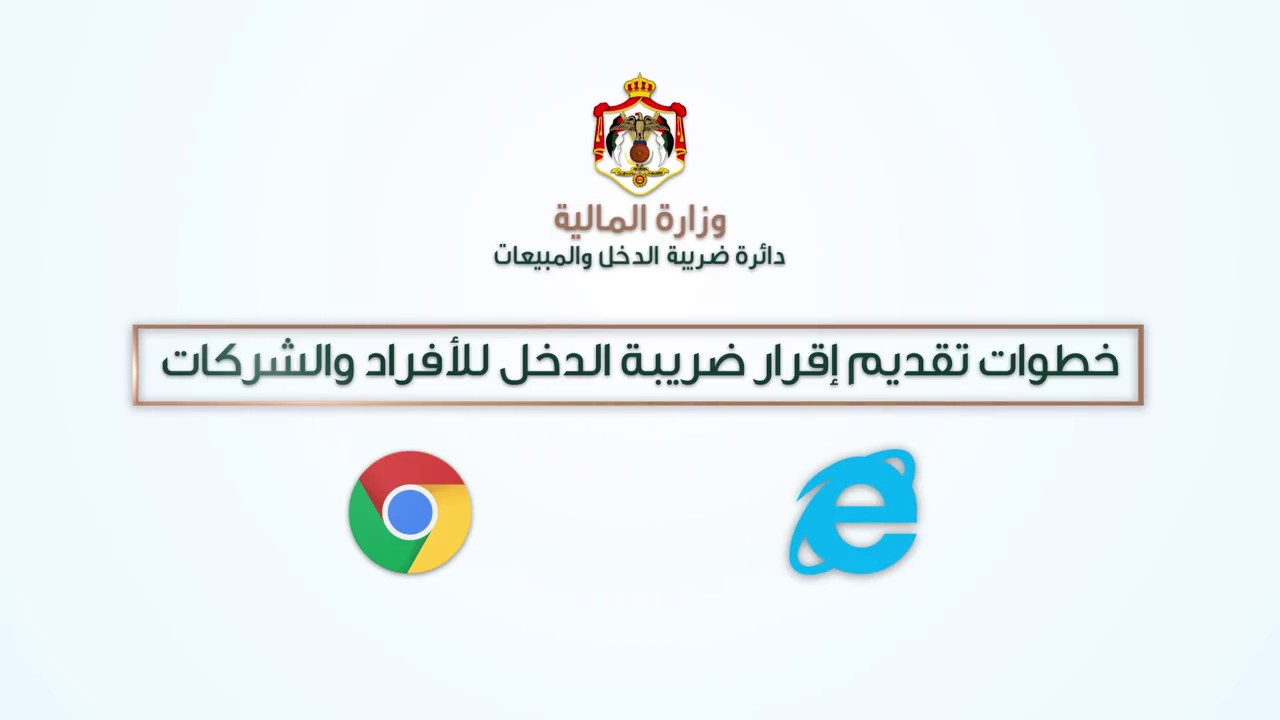 وزارة المالية
دائرة ضريبة الدخل والمبيعات
خطوات تقديم إقرار ضريبة الدخل للأفراد والشركات